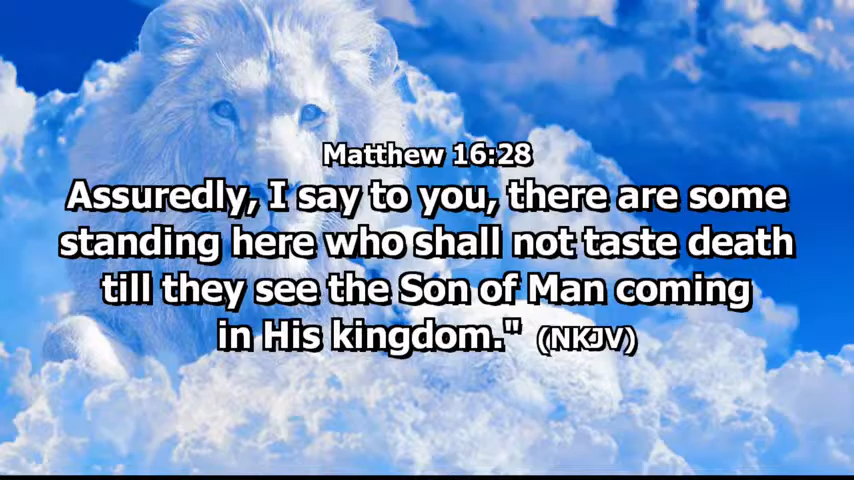 Matthew 16:28
Assuredly, I say to you, there are some
standing here who shall not taste death
till they see the Son of Man coming
in His kingdom." (NKJV)